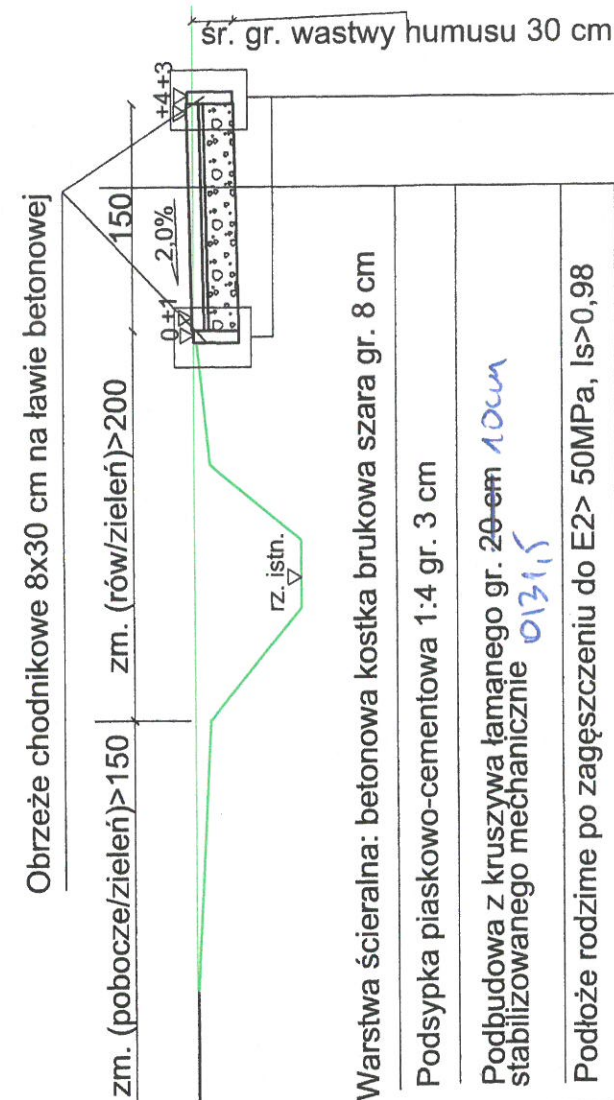 śr. gr. wastwy humusu 30 cm
Obrzeże chodnikowe 8x30 cm na ławie betonowej
zm. (pobocze/zieleń)>150
zm. (rów/zieleń)>200
150
2,0%
0 +1
+4 +3
rz. istn.
Warstwa ścieralna: betonowa kostka brukowa szara gr. 8 cm
Podsypka piaskowo-cementowa 1:4 gr. 3 cm
Podbudowa z kruszywa łamanego gr. 20 cm 10cm
stabilizowanego mechanicznie 0/31,5
Podłoże rodzime po zagęszczeniu do E2> 50MPa, Is>0,98